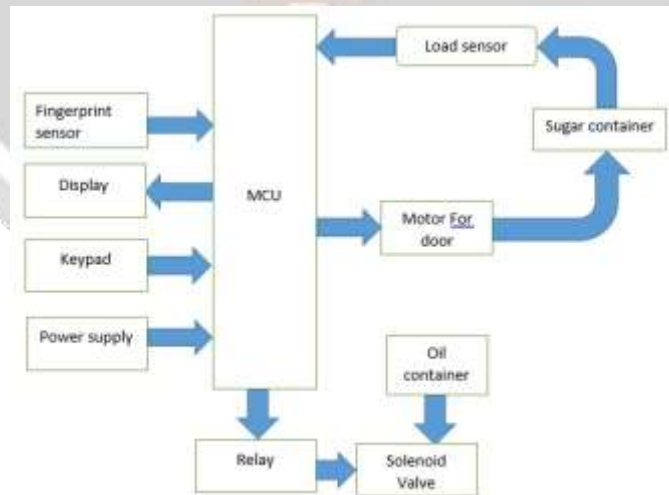 Load sensor
Fingerprint
sensor
Sugar container
Display
MCU
Motor For
door
Keypad
Power supply
Oil
container
Relay
Solenoid
Valve